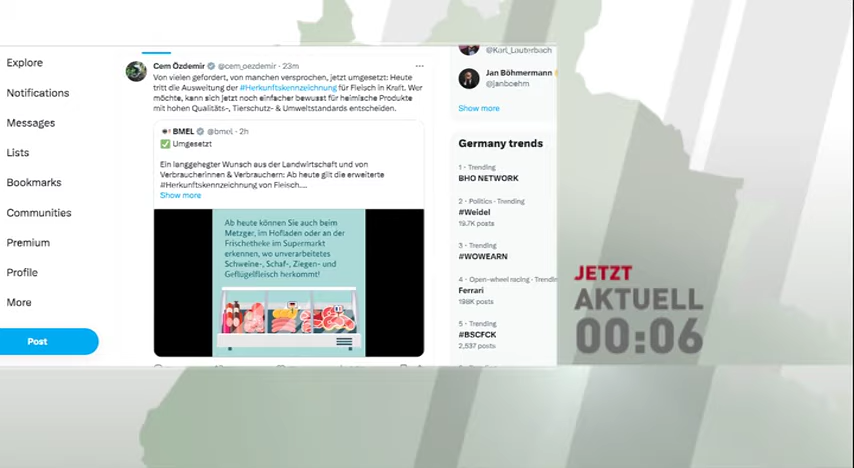 Explore
Notifications
Messages
Lists
Bookmarks
Communities
Premium
Profile
More
Post
Cem Özdemir @cem_oezdemir · 23m
Von vielen gefordert, von manchen versprochen, jetzt umgesetzt: Heute
tritt die Ausweitung der #Herkunftskennzeichnung für Fleisch in Kraft. Wer
möchte, kann sich jetzt noch einfacher bewusst für heimische Produkte
mit hohen Qualitäts-, Tierschutz- & Umweltstandards entscheiden.
BMEL @bmel · 2h
✅ Umgesetzt
Ein langgehegter Wunsch aus der Landwirtschaft und von
Verbraucherinnen & Verbrauchern: Ab heute gilt die erweiterte
#Herkunftskennzeichnung von Fleisch....
Show more
Ab heute können Sie auch beim
Metzger, im Hofladen oder an der
Frischetheke im Supermarkt
erkennen, wo unverarbeitetes
Schweine-, Schaf-, Ziegen- und
Geflügelfleisch herkommt!
@Karl_Lauterbach
Jan Böhmermann
@janboehm
Show more
Germany trends
1 · Trending
BHO NETWORK
2 · Politics · Trending
#Weidel
19.7K posts
3 · Trending
#WOWEARN
4 · Open-wheel racing · Trendin
Ferrari
198K posts
5 · Trending
#BSCFCK
2,537 posts
JETZT
AKTUELL
00:06